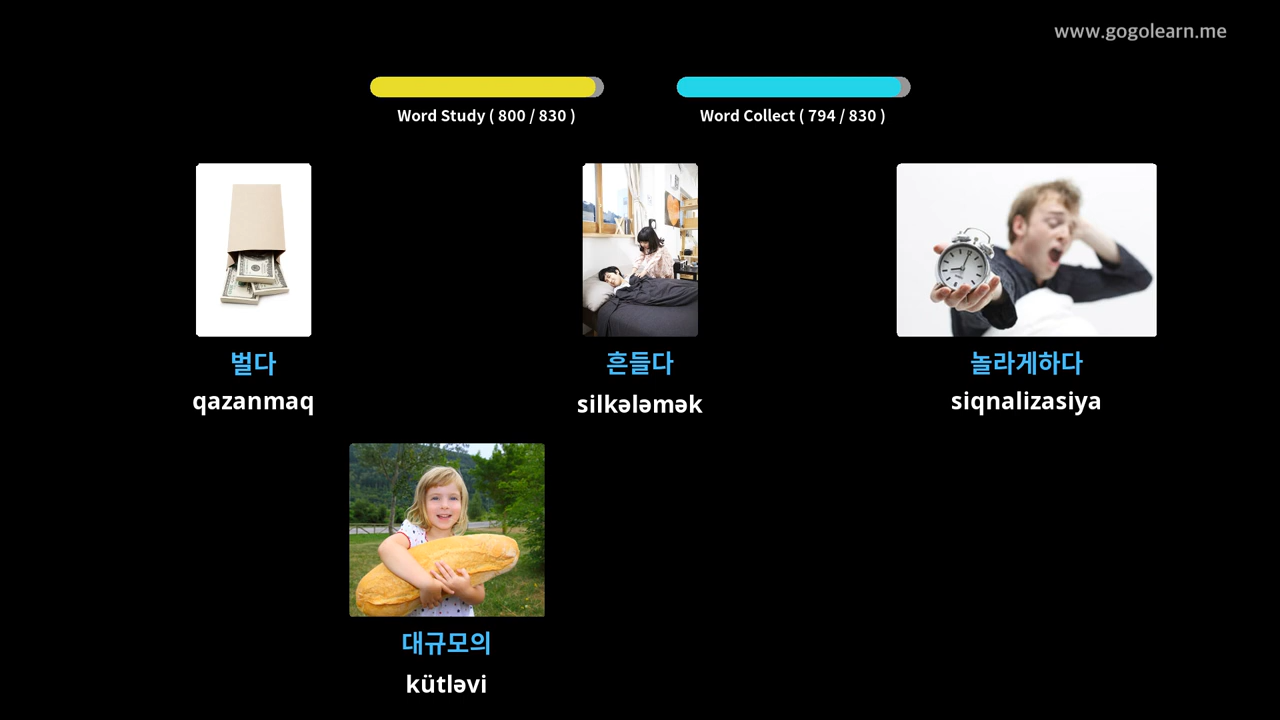 www.gogolearn.me
Word Study ( 800 / 830 )
Word Collect ( 794 / 830 )
벌다
흔들다
놀라게하다
qazanmaq
silkələmək
siqnalizasiya
대규모의
kütləvi